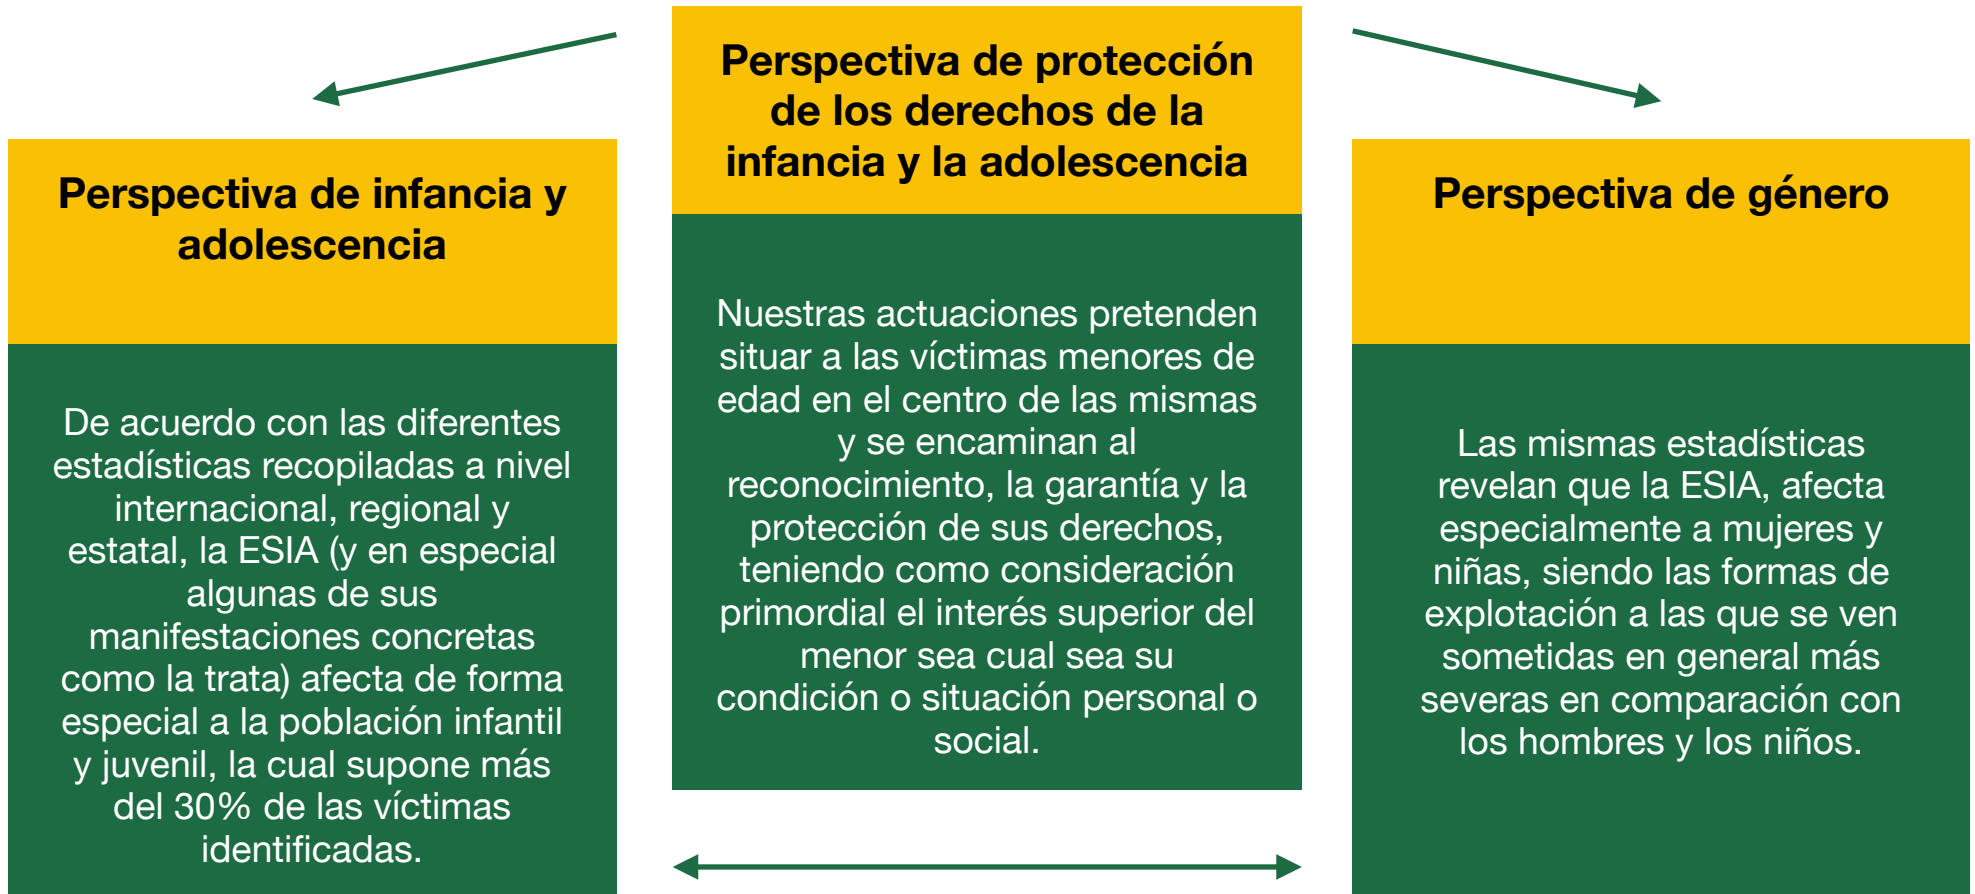 Perspectiva de infancia y
adolescencia
De acuerdo con las diferentes
estadísticas recopiladas a nivel
internacional, regional y
estatal, la ESIA (y en especial
algunas de sus
manifestaciones concretas
como la trata) afecta de forma
especial a la población infantil
y juvenil, la cual supone más
del 30% de las víctimas
identificadas.
Perspectiva de protección
de los derechos de la
infancia y la adolescencia
Nuestras actuaciones pretenden
situar a las víctimas menores de
edad en el centro de las mismas
y se encaminan al
reconocimiento, la garantía y la
protección de sus derechos,
teniendo como consideración
primordial el interés superior del
menor sea cual sea su
condición o situación personal o
social.
Perspectiva de género
Las mismas estadísticas
revelan que la ESIA, afecta
especialmente a mujeres y
niñas, siendo las formas de
explotación a las que se ven
sometidas en general más
severas en comparación con
los hombres y los niños.